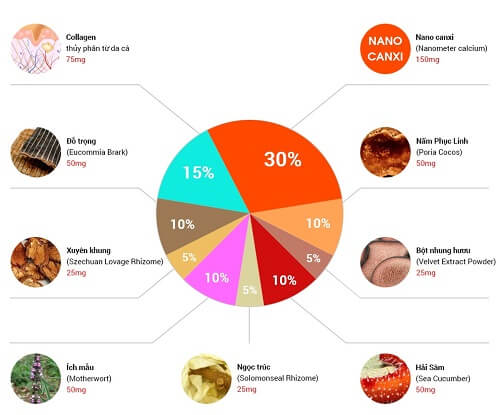 Collagen
thủy phân từ da cá
75mg
NANO
CANXI
Nano canxi
(Nanometer calcium)
150mg
Đỗ trọng
(Eucommia Brark)
50mg
15%
30%
Nấm Phục Linh
(Poria Cocos)
50mg
10%
10%
Xuyên khung
(Szechuan Lovage Rhizome)
25mg
5%
10%
5%
10%
5%
Bột nhung hươu
(Velvet Extract Powder)
25mg
Ích mẫu
(Motherwort)
50mg
Ngọc trúc
(Solomonseal Rhizome)
25mg
Hải Sâm
(Sea Cucumber)
50mg